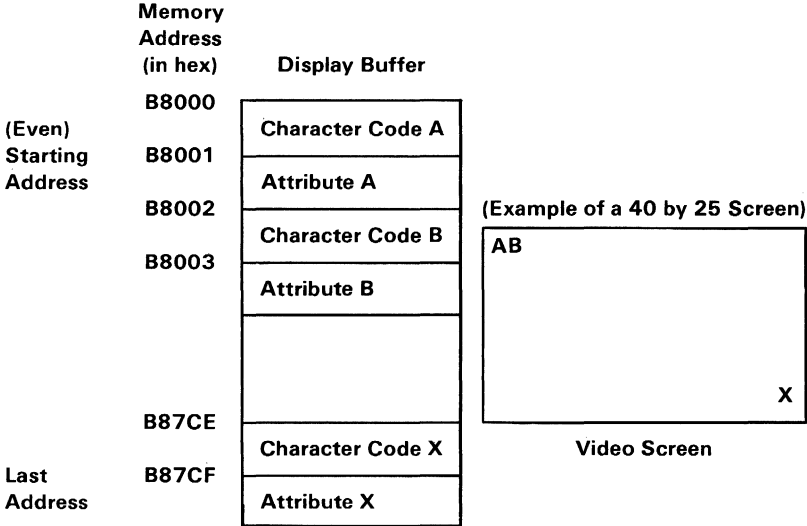 Memory
Address
(in hex)
Display Buffer
B8000
Character Code A
(Even)
Starting
Address
B8001
Attribute A
B8002
Character Code B
B8003
Attribute B
B87CE
Character Code X
Last
Address
B87CF
Attribute X
(Example of a 40 by 25 Screen)
AB
X
Video Screen